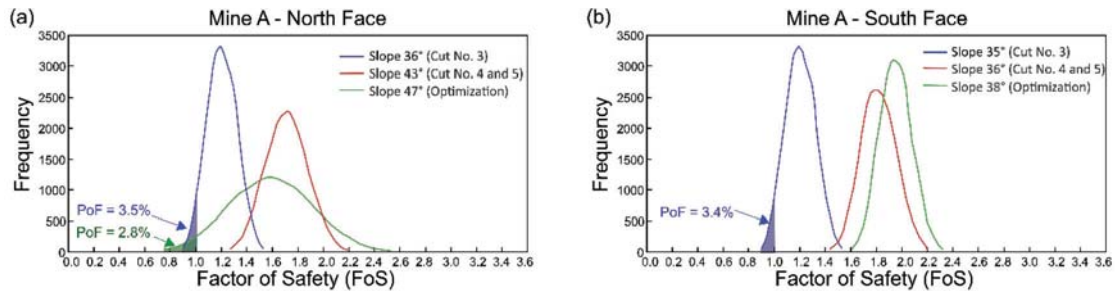 (a)
Mine A - North Face
Frequency
3500
3000
2500
2000
1500
1000
500
0
Slope 36° (Cut No. 3)
Slope 43° (Cut No. 4 and 5)
Slope 47° (Optimization)
PoF = 3.5%
PoF = 2.8%
0.0 0.2 0.4 0.6 0.8 0.9 1.0 1.2 1.4 1.6 1.8 2.0 2.2 2.4 2.6 2.8 3.0 3.2 3.4 3.6
Factor of Safety (FoS)
(b)
Mine A - South Face
Frequency
3500
3000
2500
2000
1500
1000
500
0
Slope 35° (Cut No. 3)
Slope 36° (Cut No. 4 and 5)
Slope 38° (Optimization)
PoF = 3.4%
0.0 0.2 0.4 0.6 0.8 0.9 1.0 1.2 1.4 1.6 1.8 2.0 2.2 2.4 2.6 2.8 3.0 3.2 3.4 3.6
Factor of Safety (FoS)